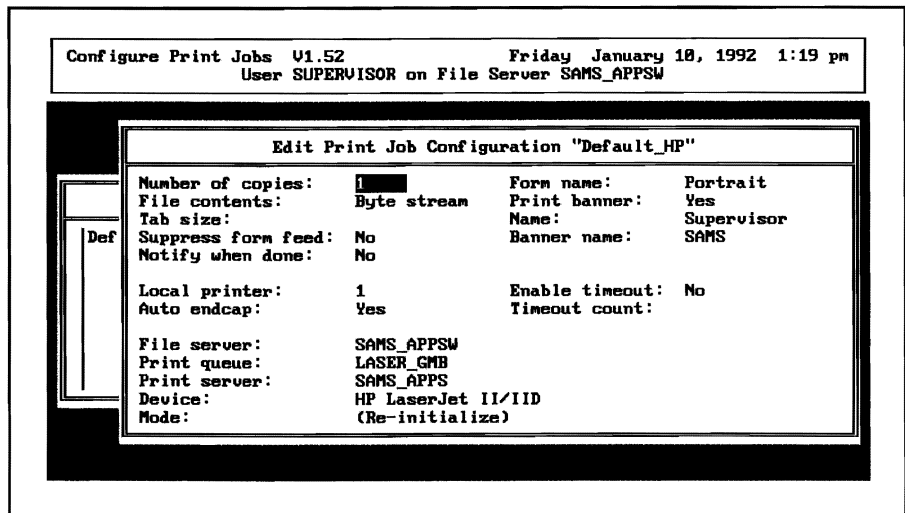 Configure Print Jobs V1.52 Friday January 10, 1992 1:19 pm
User SUPERVISOR on File Server SAMS_APPSW
Edit Print Job Configuration "Default_HP"
Number of copies: 1 Form name: Portrait
File contents: Byte stream Print banner: Yes
Tab size: Name: Supervisor
Def Suppress form feed: No Banner name: SAMS
Notify when done: No
Local printer: 1 Enable timeout: No
Auto endcap: Yes Timeout count:
File server: SAMS_APPSW
Print queue: LASER_GMB
Print server: SAMS_APPS
Device: HP LaserJet II/IID
Mode: (Re-initialize)